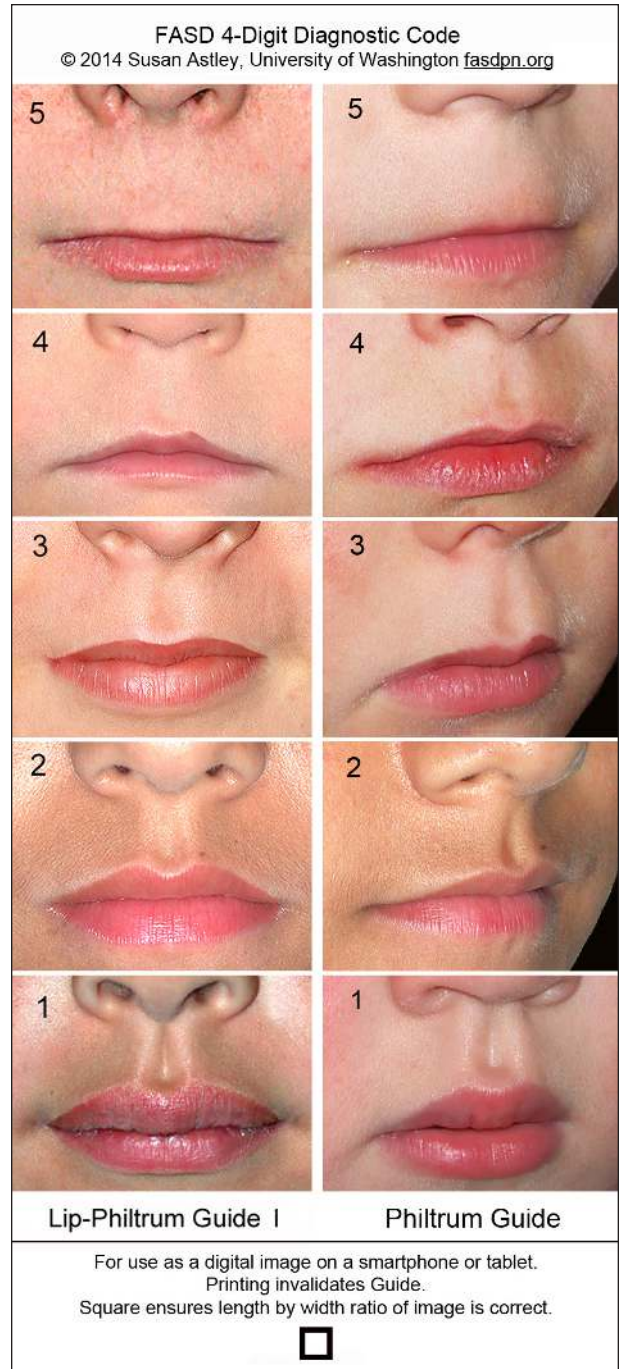 FASD 4-Digit Diagnostic Code
© 2014 Susan Astley, University of Washington fasdpn.org
5 5
4 4
3 3
2 2
1 1
Lip-Philtrum Guide I Philtrum Guide
For use as a digital image on a smartphone or tablet.
Printing invalidates Guide.
Square ensures length by width ratio of image is correct.